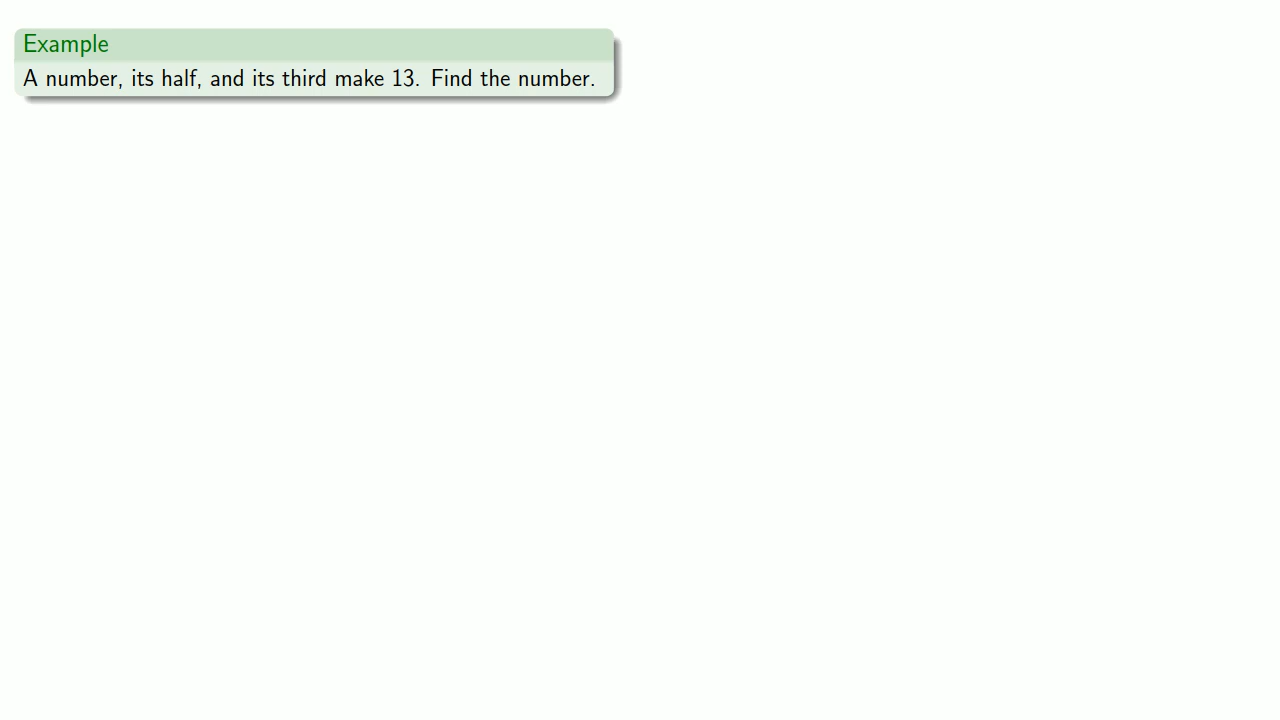 Example
A number, its half, and its third make 13. Find the number.